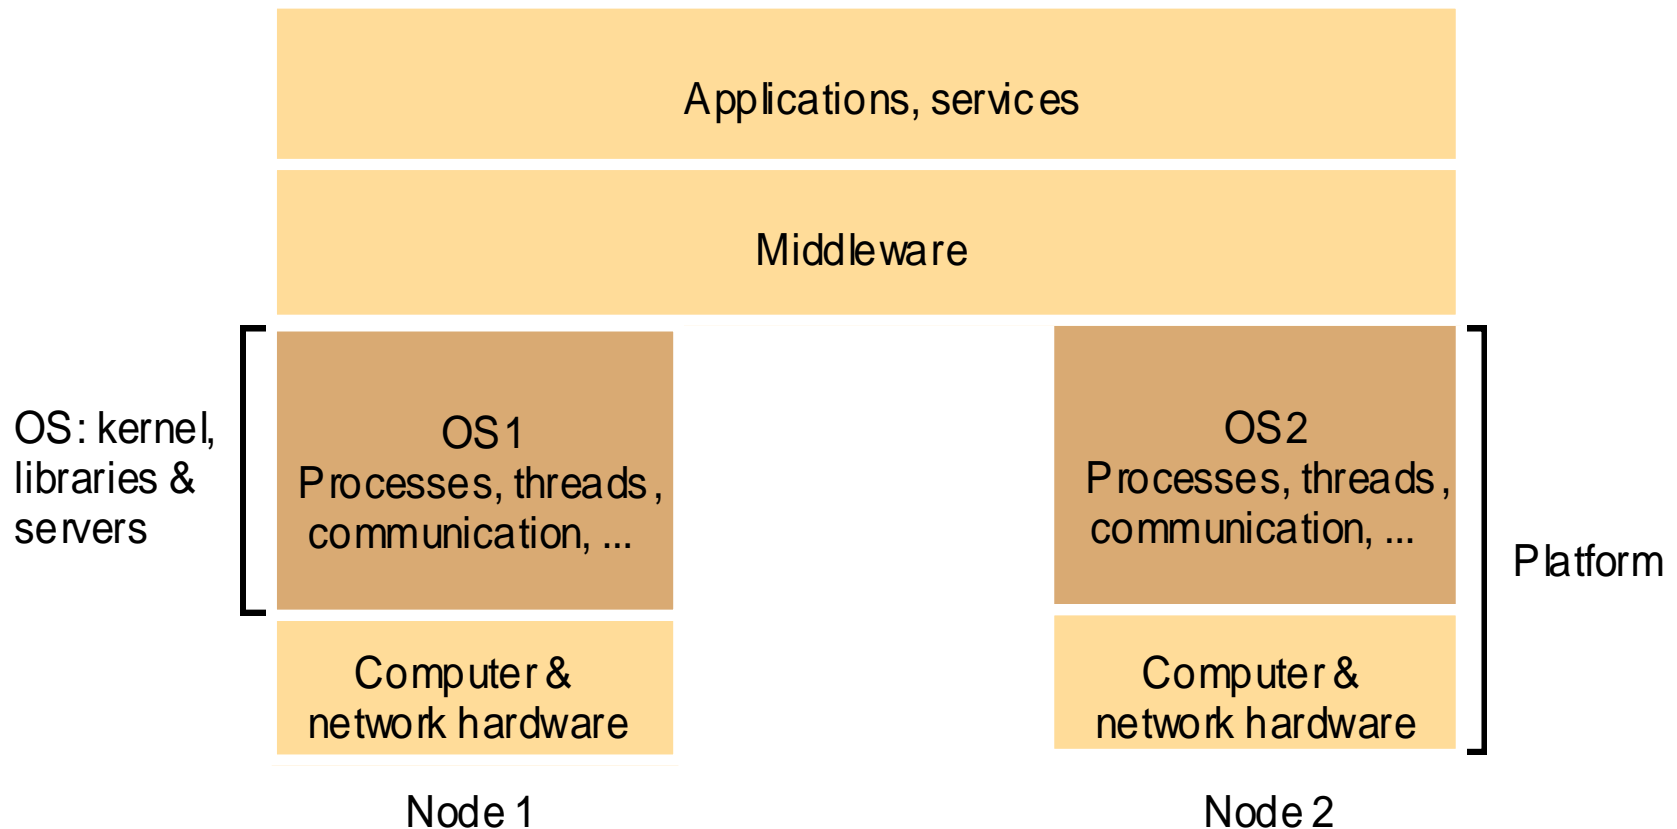 Applications, services
Middleware
OS: kernel,
libraries &
servers
OS1
Processes, threads,
communication, ...
OS2
Processes, threads,
communication, ...
Platform
Computer &
network hardware
Computer &
network hardware
Node 1
Node 2